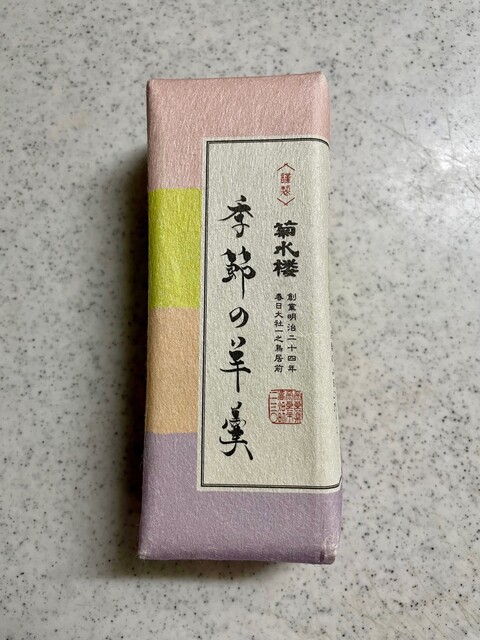 〈謹製〉
菊水楼
創業明治二十四年
春日大社一之鳥居前
季節の羊羹